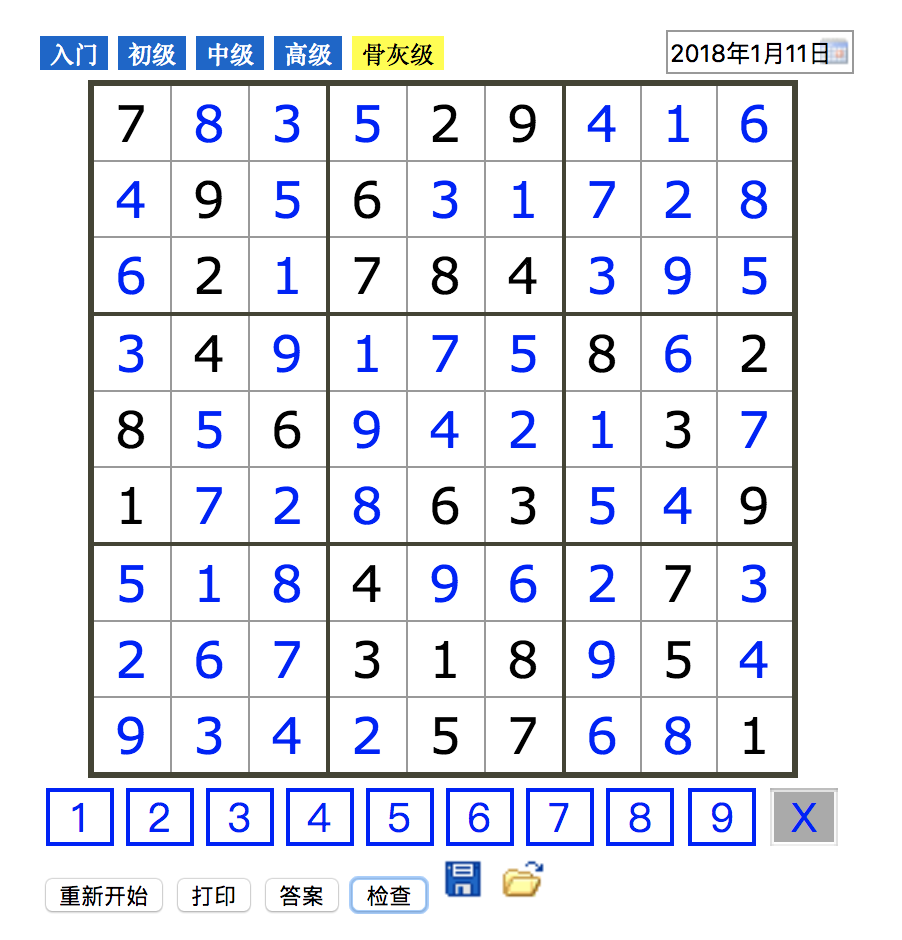 入门 初级 中级 高级 骨灰级 2018年1月11日
7 8 3 5 2 9 4 1 6
4 9 5 6 3 1 7 2 8
6 2 1 7 8 4 3 9 5
3 4 9 1 7 5 8 6 2
8 5 6 9 4 2 1 3 7
1 7 2 8 6 3 5 4 9
5 1 8 4 9 6 2 7 3
2 6 7 3 1 8 9 5 4
9 3 4 2 5 7 6 8 1
1 2 3 4 5 6 7 8 9 X
重新开始 打印 答案 检查